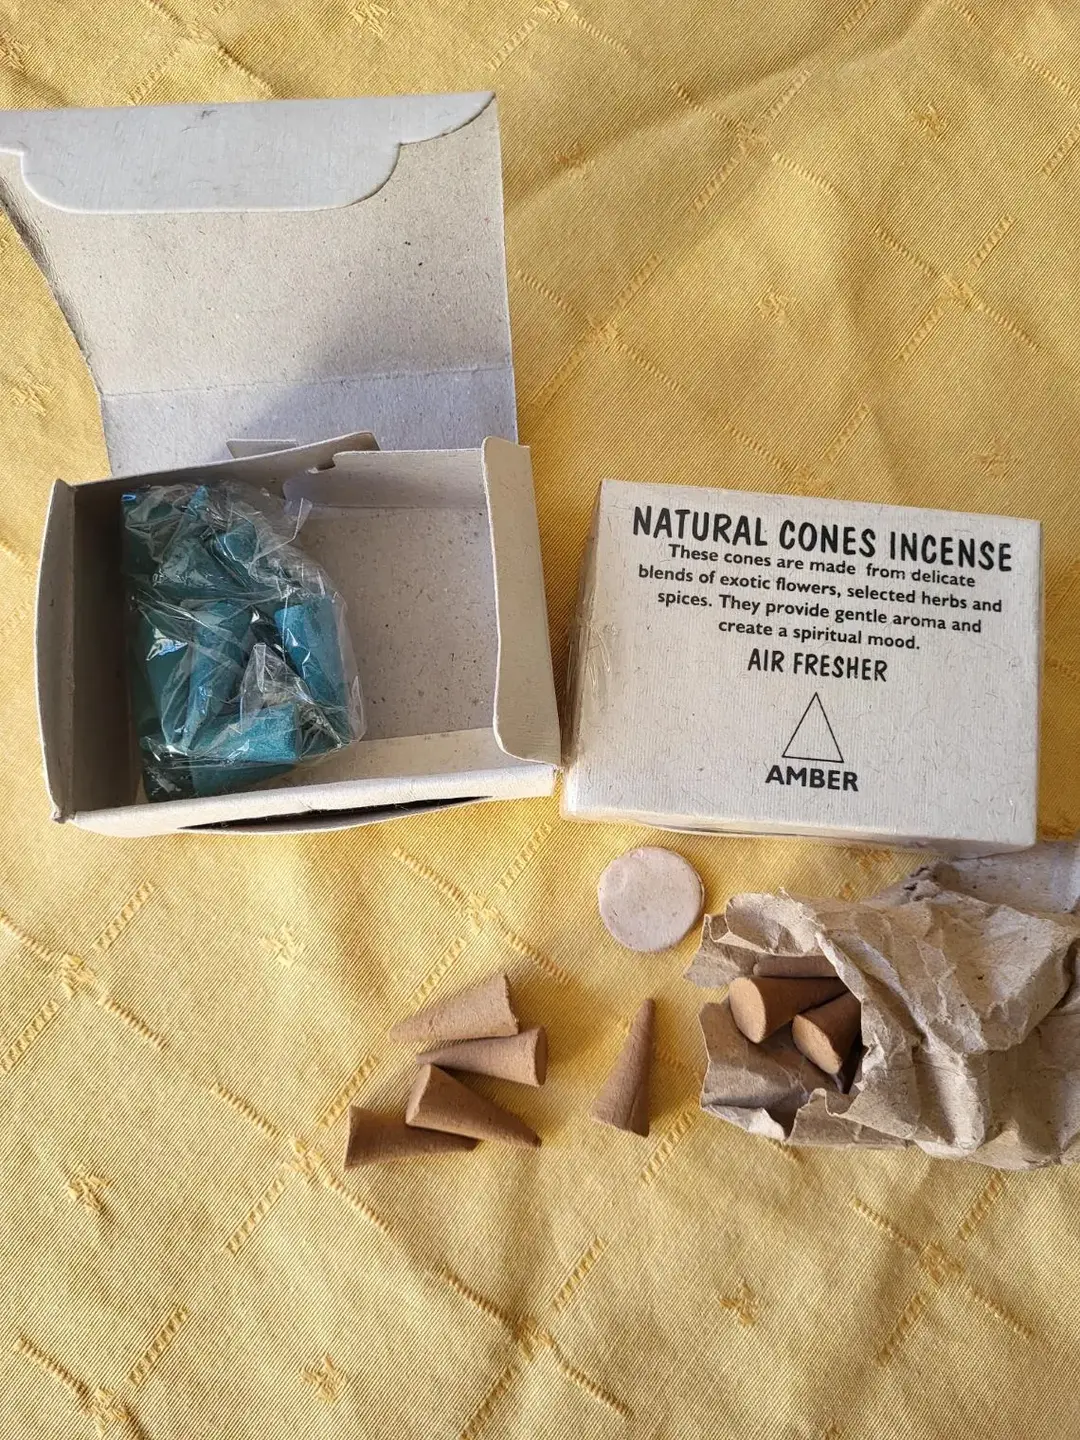 NATURAL CONES INCENSE
These cones are made from delicate
blends of exotic flowers, selected herbs and
spices. They provide gentle aroma and
create a spiritual mood.
AIR FRESHER
AMBER